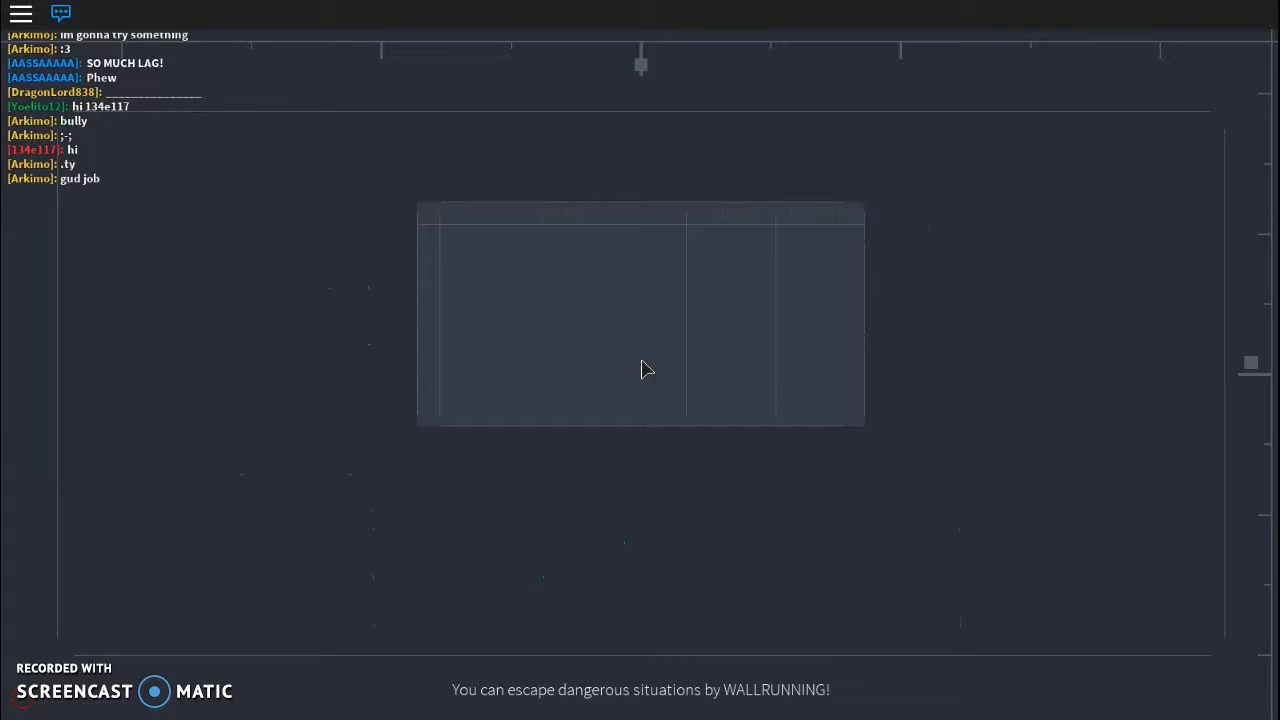 [Arkimo]: im gonna try something
[Arkimo]: :3
[AASSAAAAA]: SO MUCH LAG!
[AASSAAAAA]: Phew
[DragonLord838]: _______________
[Yoelito12]: hi 134e117
[Arkimo]: bully
[Arkimo]: ;-;
[134e117]: hi
[Arkimo]: .ty
[Arkimo]: gud job
RECORDED WITH
SCREENCAST MATIC
You can escape dangerous situations by WALLRUNNING!